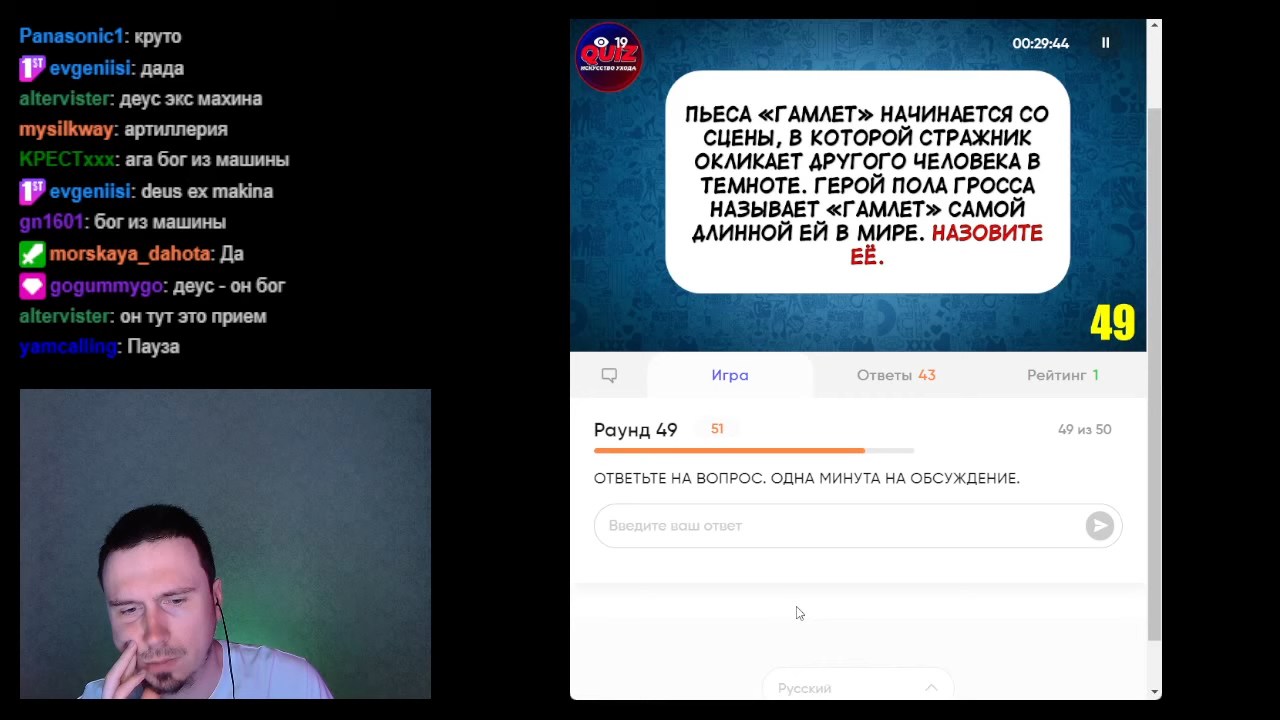 Panasonic1: круто
1ST evgeniisi: дада
altervister: деус экс махина
mysilkway: артиллерия
КРЕСТxxx: ага бог из машины
1ST evgeniisi: deus ex makina
gn1601: бог из машины
morskaya_dahota: Да
gogummygo: деус - он бог
altervister: он тут это прием
yamcalling: Пауза
19
QUIZ
ИСКУССТВО УХОДА
00:29:44
ПЬЕСА «ГАМЛЕТ» НАЧИНАЕТСЯ СО
СЦЕНЫ, В КОТОРОЙ СТРАЖНИК
ОКЛИКАЕТ ДРУГОГО ЧЕЛОВЕКА В
ТЕМНОТЕ. ГЕРОЙ ПОЛА ГРОССА
НАЗЫВАЕТ «ГАМЛЕТ» САМОЙ
ДЛИННОЙ ЕЙ В МИРЕ. НАЗОВИТЕ
ЕЁ.
49
Игра
Ответы 43
Рейтинг 1
Раунд 49
51
49 из 50
ОТВЕТЬТЕ НА ВОПРОС. ОДНА МИНУТА НА ОБСУЖДЕНИЕ.
Введите ваш ответ
Русский